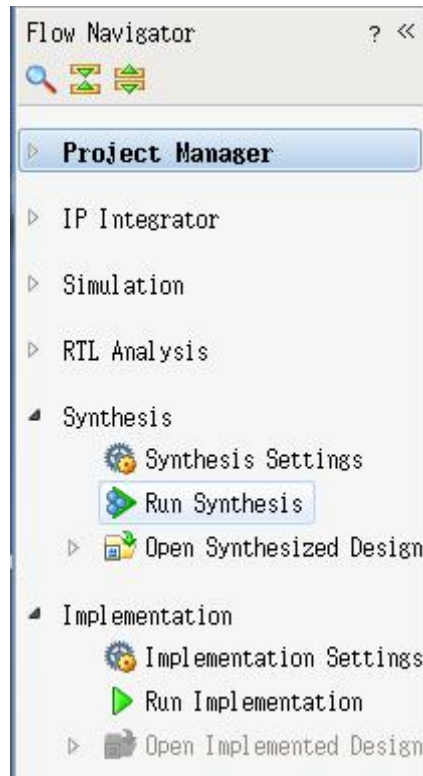 Flow Navigator ? «
Project Manager
IP Integrator
Simulation
RTL Analysis
Synthesis
Synthesis Settings
Run Synthesis
Open Synthesized Design
Implementation
Implementation Settings
Run Implementation
Open Implemented Design